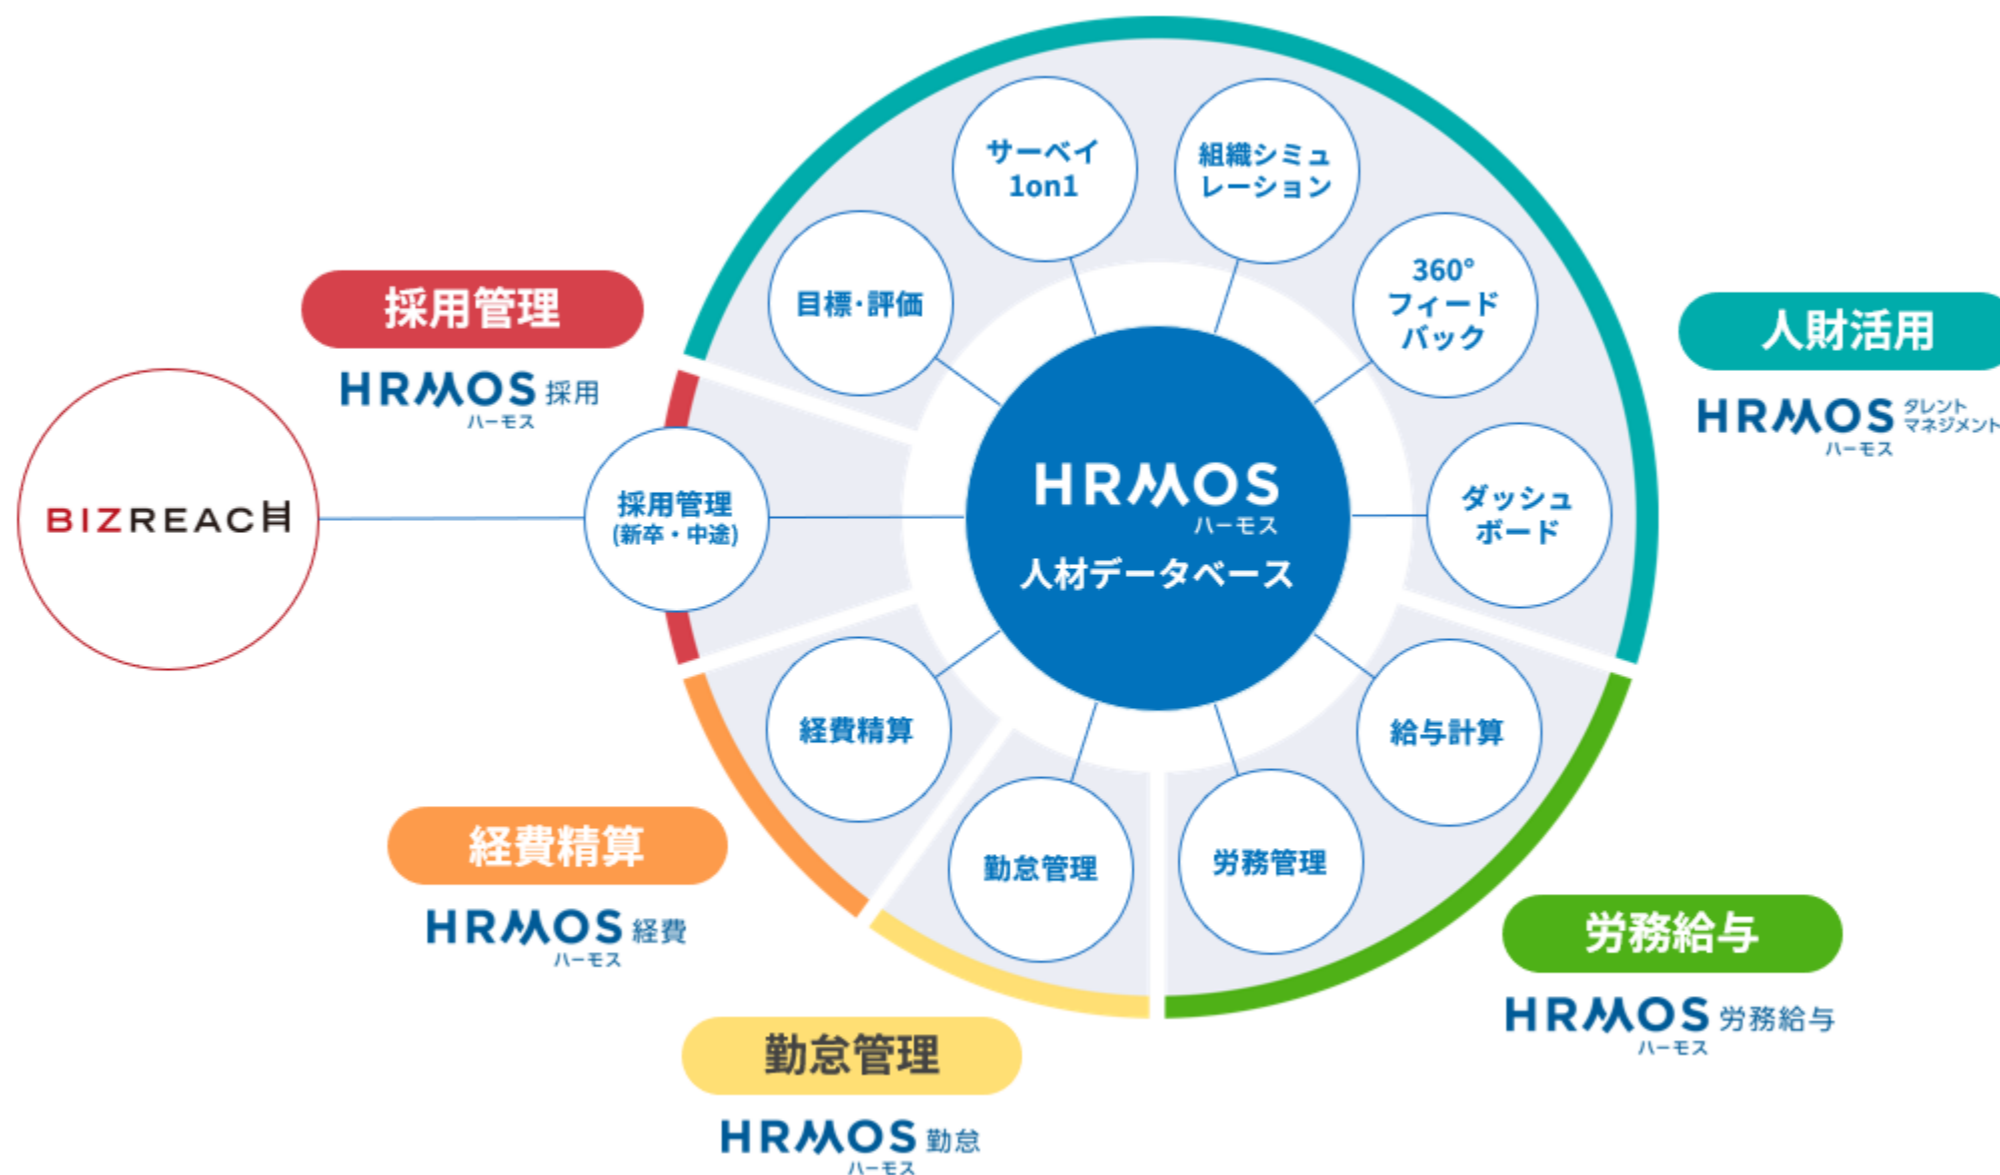 サーベイ
1on1
組織シミュ
レーション
目標・評価
360°
フィード
バック
採用管理
HRMOS 採用
ハーモス
人財活用
HRMOS タレント
マネジメント
ハーモス
BIZREACH
採用管理
(新卒・中途)
HRMOS
ハーモス
人材データベース
ダッシュ
ボード
経費精算
給与計算
勤怠管理
労務管理
経費精算
HRMOS 経費
ハーモス
労務給与
HRMOS 労務給与
ハーモス
勤怠管理
HRMOS 勤怠
ハーモス